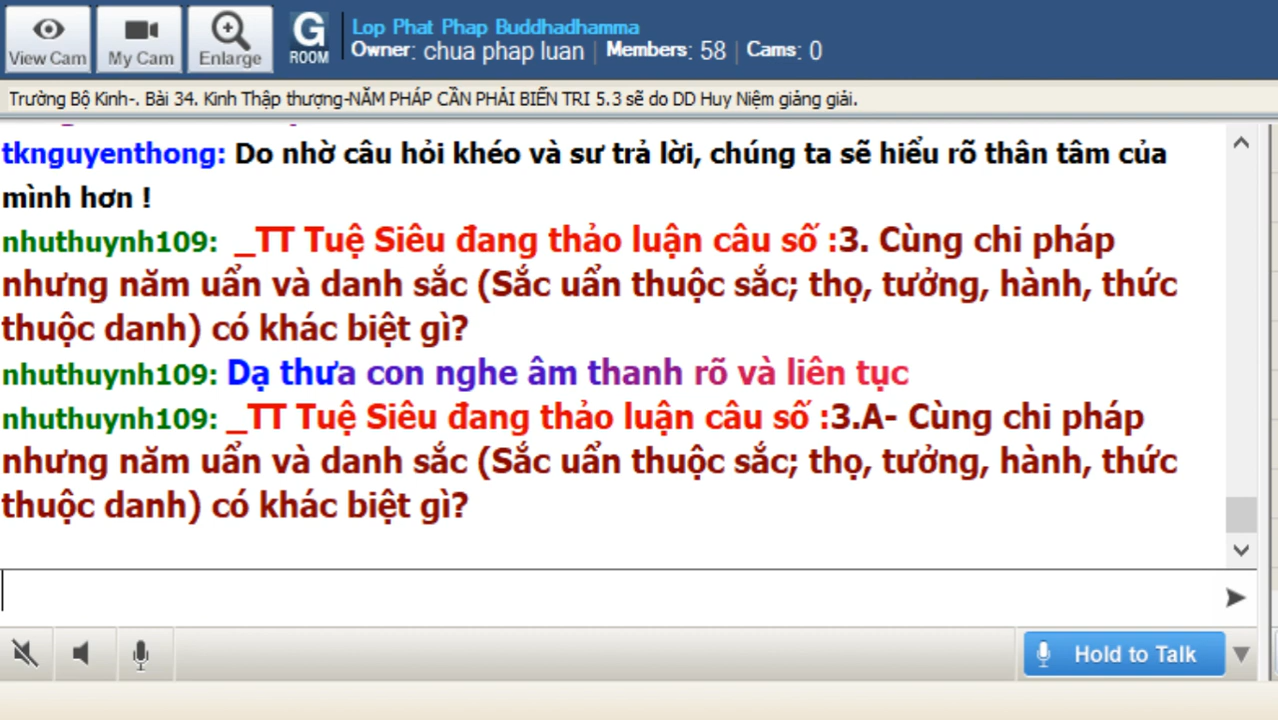 View Cam
My Cam
Enlarge
G
ROOM
Lop Phat Phap Buddhadhamma
Owner: chua phap luan | Members: 58 | Cams: 0
Trường Bộ Kinh-. Bài 34. Kinh Thập thượng-NĂM PHÁP CẦN PHẢI BIẾN TRI 5.3 sẽ do DD Huy Niệm giảng giải.
tknguyenthong: Do nhờ câu hỏi khéo và sư trả lời, chúng ta sẽ hiểu rõ thân tâm của
mình hơn !
nhuthuynh109: _TT Tuệ Siêu đang thảo luận câu số :3. Cùng chi pháp
nhưng năm uẩn và danh sắc (Sắc uẩn thuộc sắc; thọ, tưởng, hành, thức
thuộc danh) có khác biệt gì?
nhuthuynh109: Dạ thưa con nghe âm thanh rõ và liên tục
nhuthuynh109: _TT Tuệ Siêu đang thảo luận câu số :3.A- Cùng chi pháp
nhưng năm uẩn và danh sắc (Sắc uẩn thuộc sắc; thọ, tưởng, hành, thức
thuộc danh) có khác biệt gì?
Hold to Talk